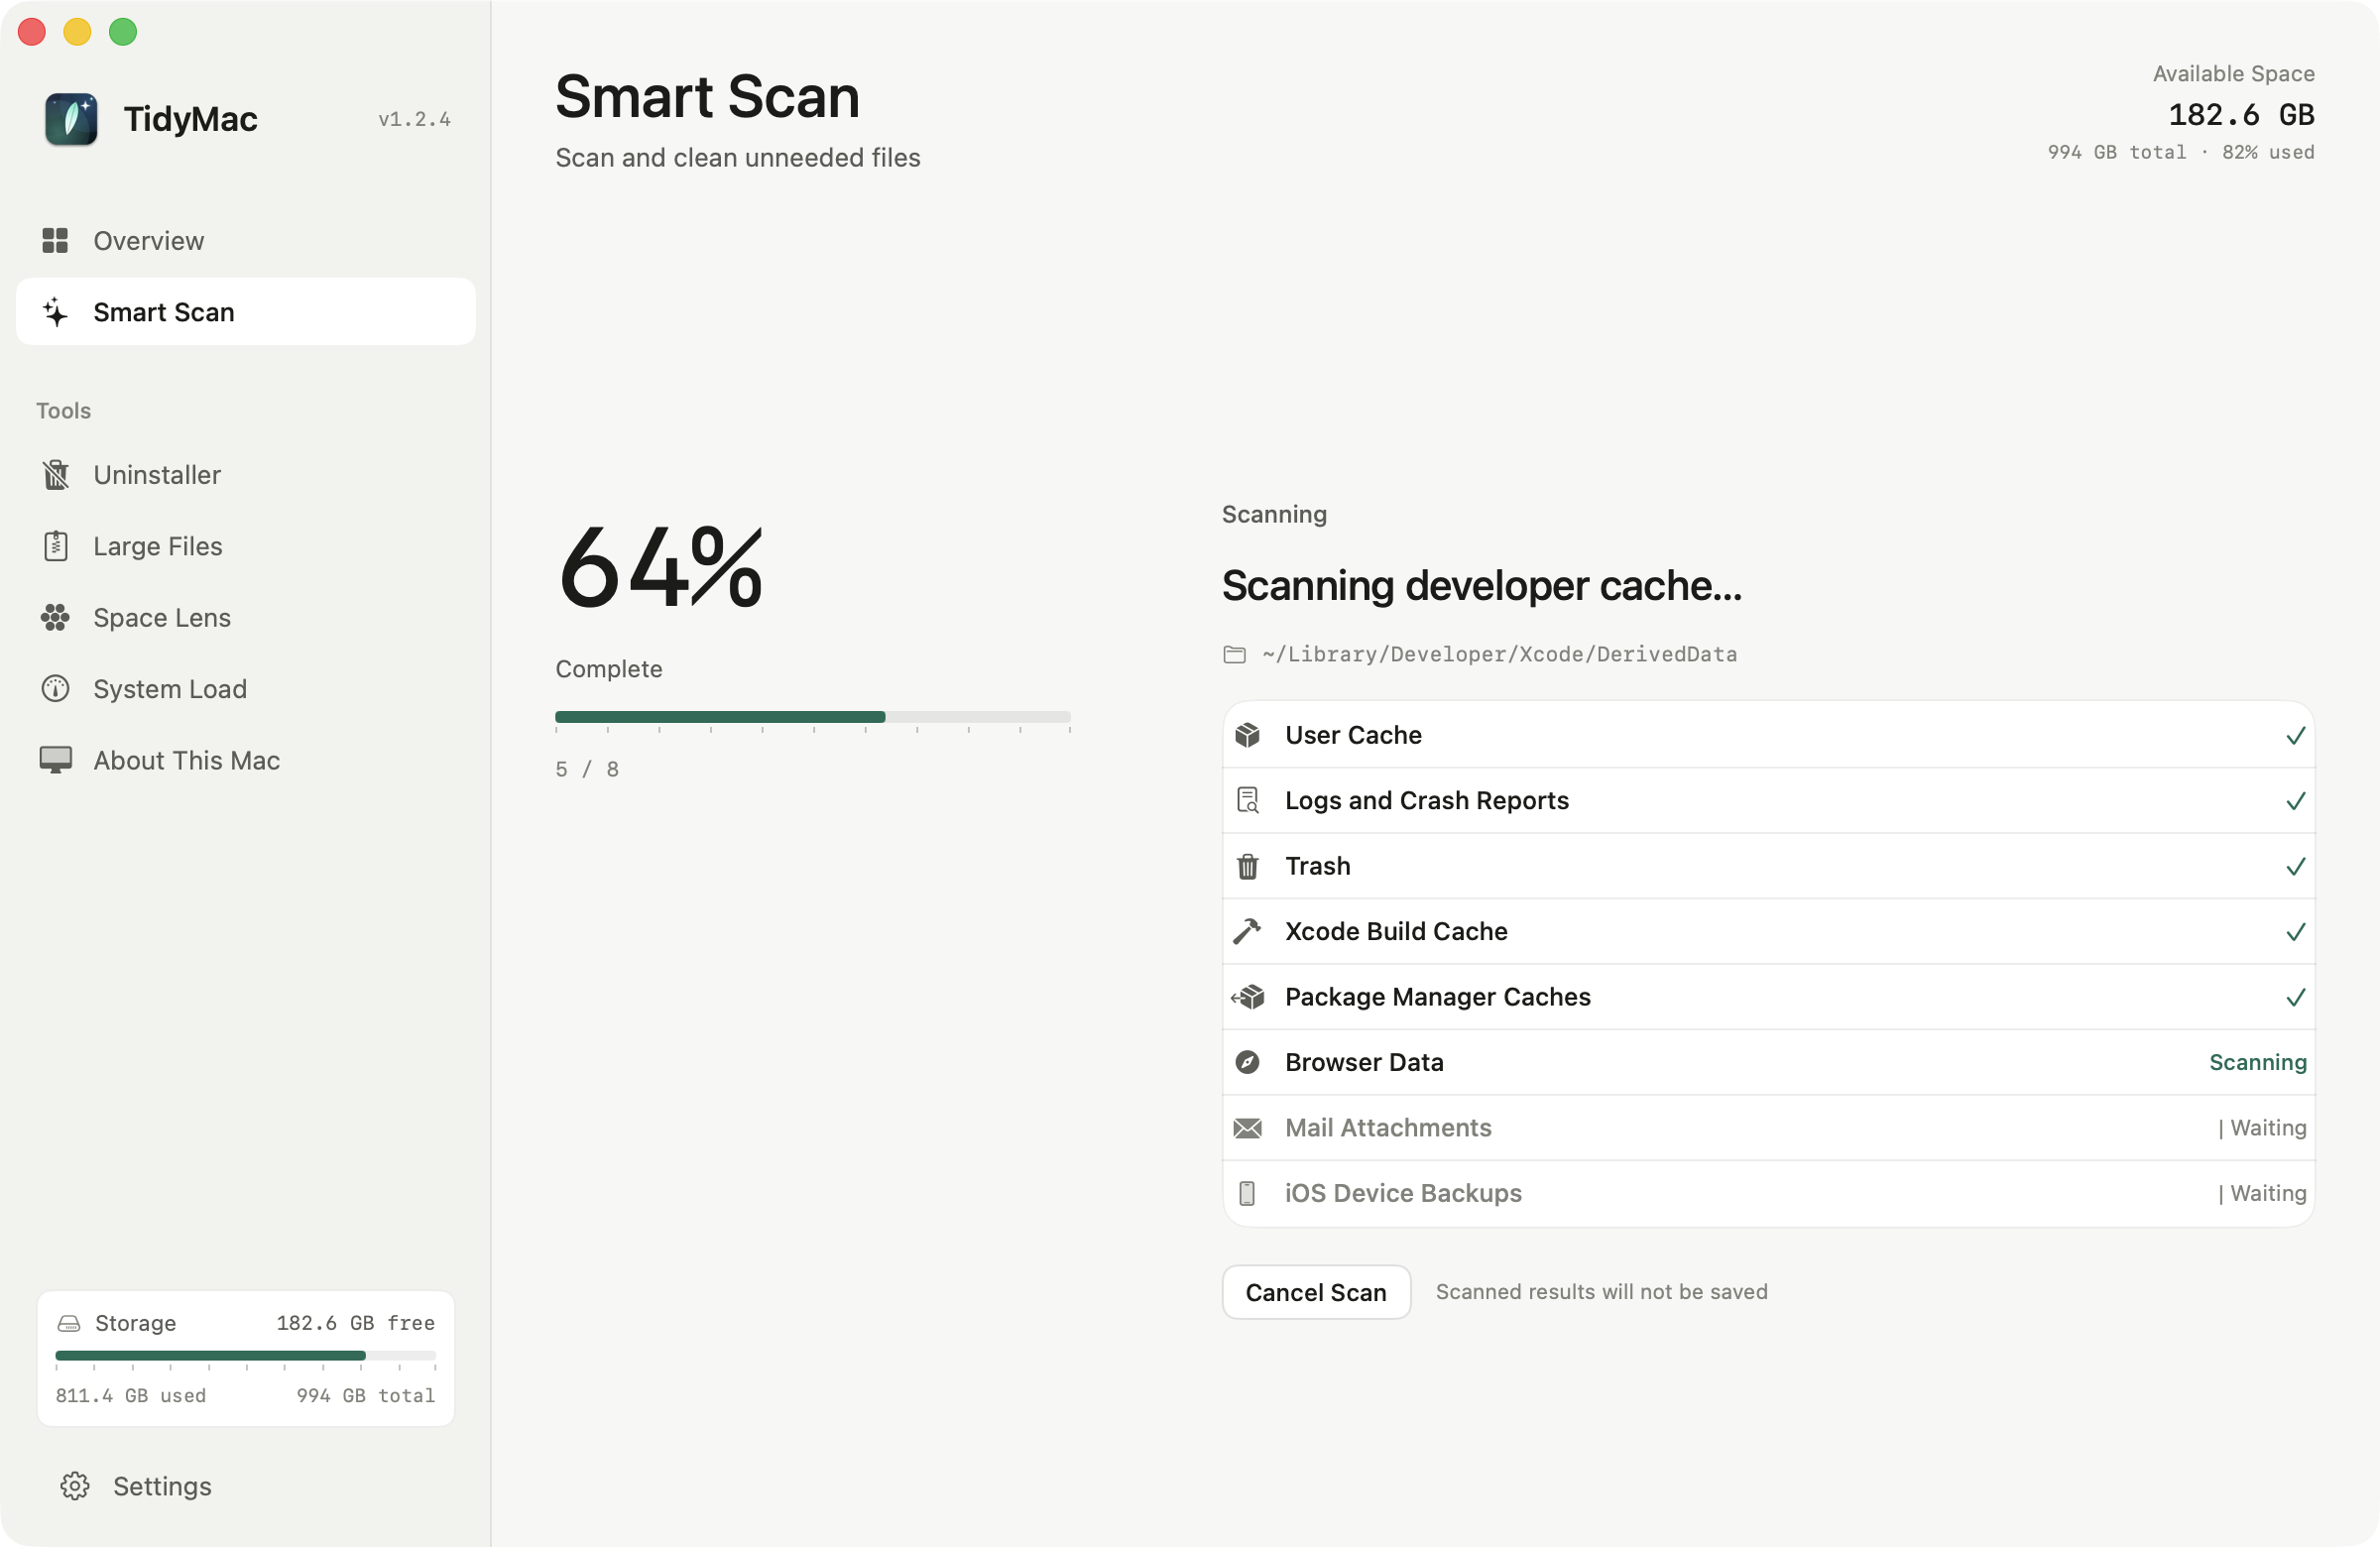 TidyMac
v1.2.4
Overview
Smart Scan
Tools
Uninstaller
Large Files
Space Lens
System Load
About This Mac
Storage
182.6 GB free
811.4 GB used
994 GB total
Settings
Smart Scan
Scan and clean unneeded files
Available Space
182.6 GB
994 GB total · 82% used
64%
Complete
5 / 8
Scanning
Scanning developer cache...
~/Library/Developer/Xcode/DerivedData
User Cache
Logs and Crash Reports
Trash
Xcode Build Cache
Package Manager Caches
Browser Data
Scanning
Mail Attachments
| Waiting
iOS Device Backups
| Waiting
Cancel Scan
Scanned results will not be saved